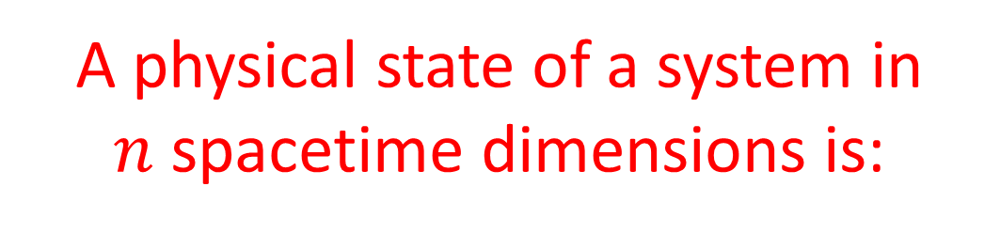 A physical state of a system in
n spacetime dimensions is: